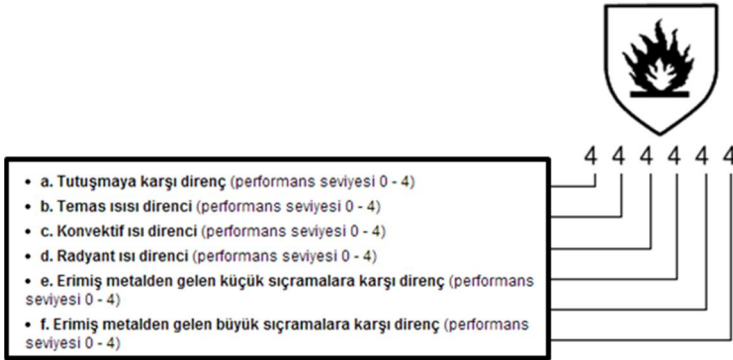 4 4 4 4 4 4
• a. Tutuşmaya karşı direnç (performans seviyesi 0 - 4)
• b. Temas ısısı direnci (performans seviyesi 0 - 4)
• c. Konvektif ısı direnci (performans seviyesi 0 - 4)
• d. Radyant ısı direnci (performans seviyesi 0 - 4)
• e. Erimiş metalden gelen küçük sıçramalara karşı direnç (performans
seviyesi 0 - 4)
• f. Erimiş metalden gelen büyük sıçramalara karşı direnç (performans
seviyesi 0 - 4)